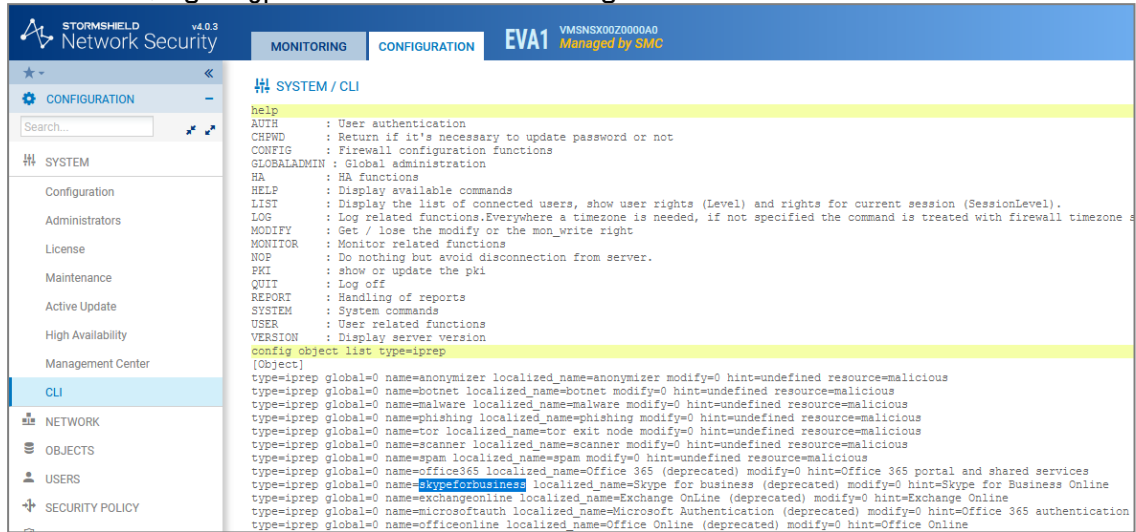 STORMSHIELD v4.0.3
Network Security
MONITORING
CONFIGURATION
EVA1
VMSNSX00Z0000A0
Managed by SMC
CONFIGURATION
Search...
SYSTEM
Configuration
Administrators
License
Maintenance
Active Update
High Availability
Management Center
CLI
NETWORK
OBJECTS
USERS
SECURITY POLICY
SYSTEM / CLI
help
AUTH : User authentication
CHPWD : Return if it's necessary to update password or not
CONFIG : Firewall configuration functions
GLOBALADMIN : Global administration
HA : HA functions
HELP : Display available commands
LIST : Display the list of connected users, show user rights (Level) and rights for current session (SessionLevel).
LOG : Log related functions.Everywhere a timezone is needed, if not specified the command is treated with firewall timezone
MODIFY : Get / lose the modify or the mon_write right
MONITOR : Monitor related functions
NOP : Do nothing but avoid disconnection from server.
PKI : show or update the pki
QUIT : Log off
REPORT : Handling of reports
SYSTEM : System commands
USER : User related functions
VERSION : Display server version
config object list type=iprep
[Object]
type=iprep global=0 name=anonymizer localized_name=anonymizer modify=0 hint=undefined resource=malicious
type=iprep global=0 name=botnet localized_name=botnet modify=0 hint=undefined resource=malicious
type=iprep global=0 name=malware localized_name=malware modify=0 hint=undefined resource=malicious
type=iprep global=0 name=phishing localized_name=phishing modify=0 hint=undefined resource=malicious
type=iprep global=0 name=tor localized_name=tor exit node modify=0 hint=undefined resource=malicious
type=iprep global=0 name=scanner localized_name=scanner modify=0 hint=undefined resource=malicious
type=iprep global=0 name=spam localized_name=spam modify=0 hint=undefined resource=malicious
type=iprep global=0 name=office365 localized_name=Office 365 (deprecated) modify=0 hint=Office 365 portal and shared services
type=iprep global=0 name=skypeforbusiness localized_name=Skype for business (deprecated) modify=0 hint=Skype for Business Online
type=iprep global=0 name=exchangeonline localized_name=Exchange OnLine (deprecated) modify=0 hint=Exchange Online
type=iprep global=0 name=microsoftauth localized_name=Microsoft Authentication (deprecated) modify=0 hint=Office 365 authentication
type=iprep global=0 name=officeonline localized_name=Office Online (deprecated) modify=0 hint=Office Online